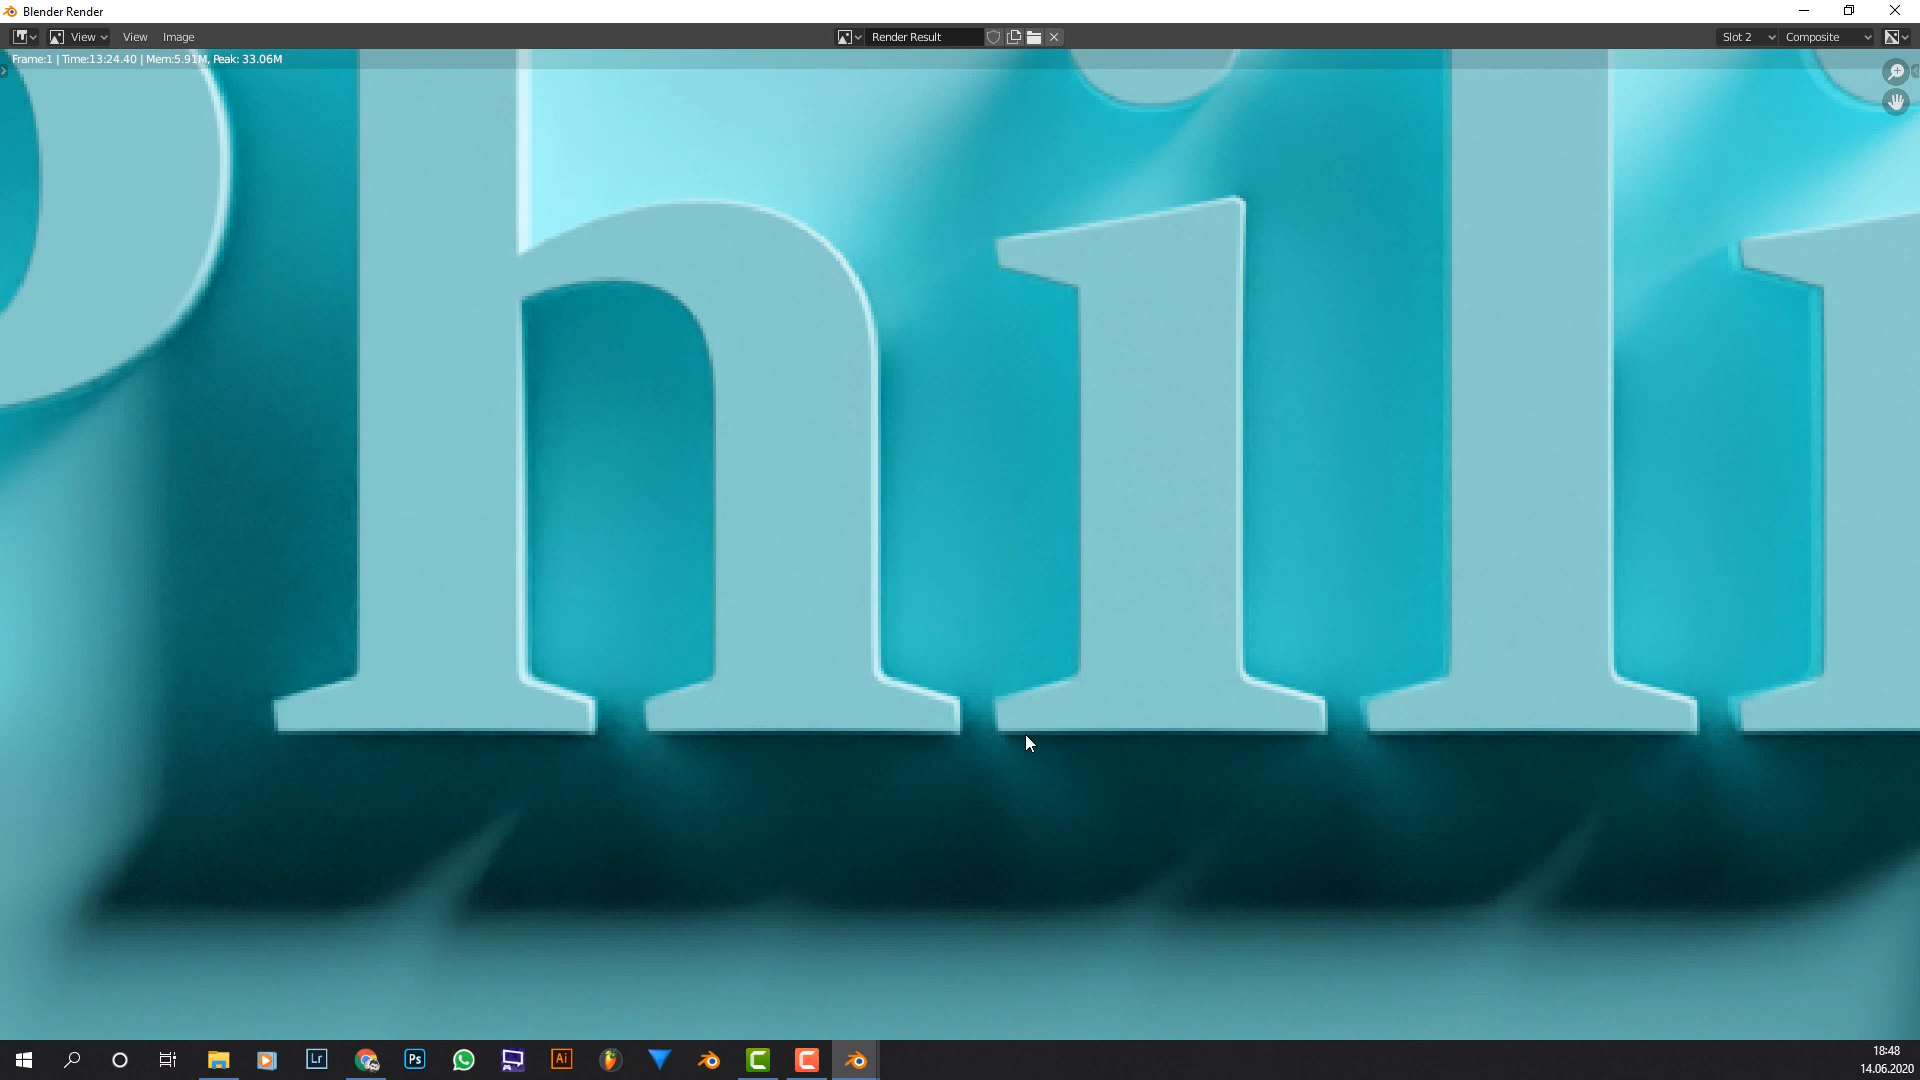 Blender Render
View View Image Render Result Slot 2 Composite
Frame:1 | Time:13:24.40 | Mem:5.91M, Peak: 33.06M
hil
Lr Ps Ai
18:48
14.06.2020